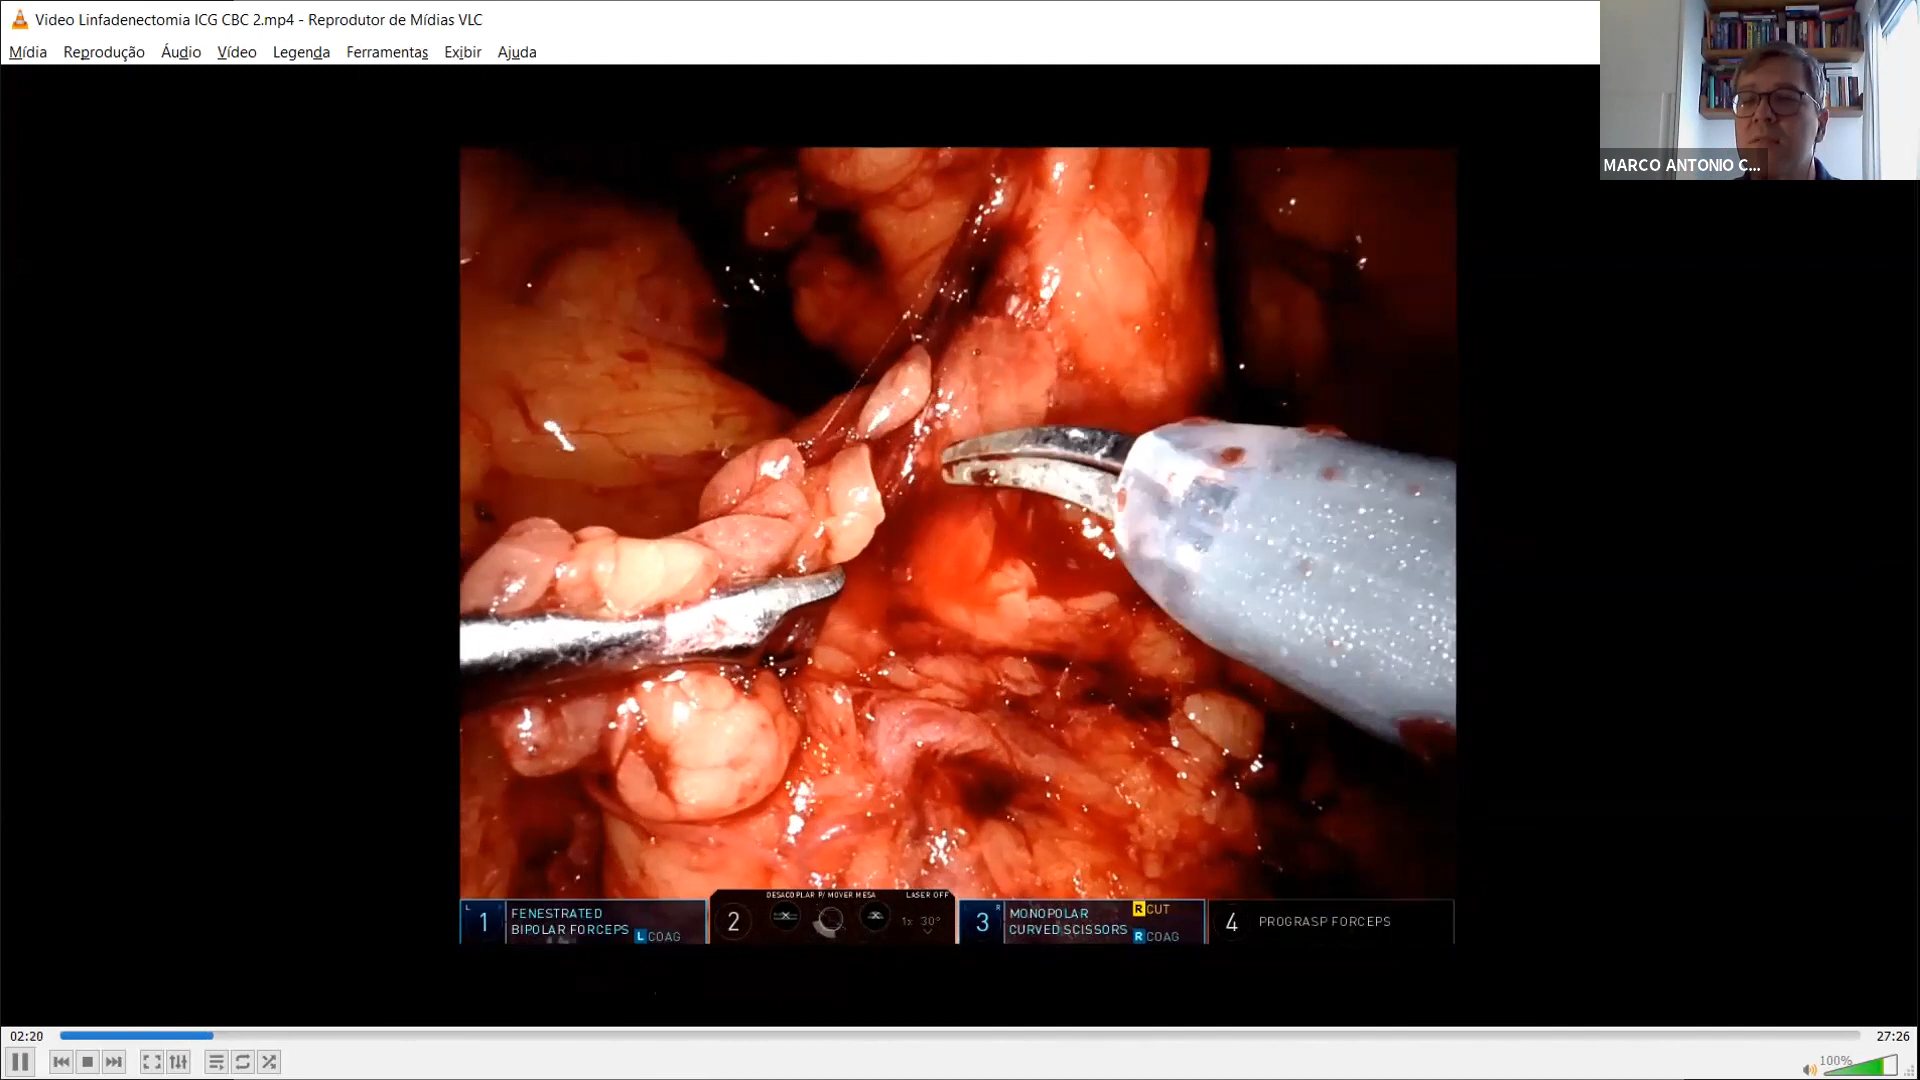 Video Linfadenectomia ICG CBC 2.mp4 - Reprodutor de Mídias VLC
Mídia Reprodução Áudio Vídeo Legenda Ferramentas Exibir Ajuda
MARCO ANTONIO C...
DESACOPLAR P/ MOVER MESA LASER OFF
L
1 FENESTRATED
BIPOLAR FORCEPS L COAG
2 1x 30°
R
3 MONOPOLAR R CUT
CURVED SCISSORS R COAG
4 PROGRASP FORCEPS
02:20 27:26
100%